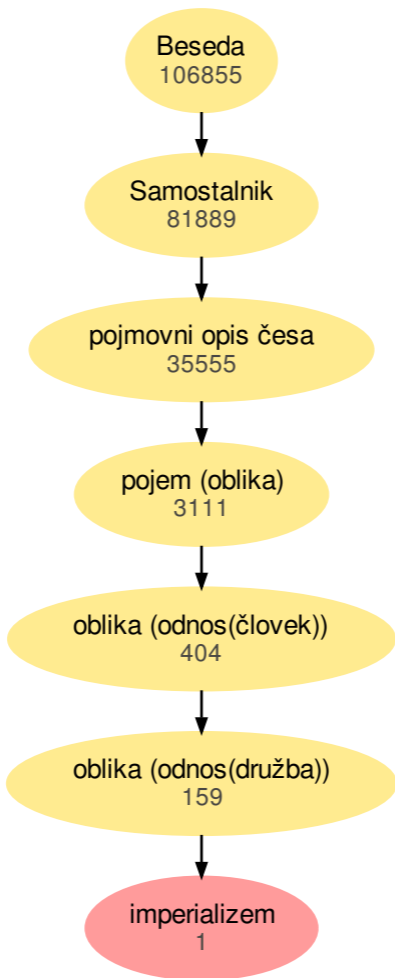 Beseda
106855
Samostalnik
81889
pojmovni opis česa
35555
pojem (oblika)
3111
oblika (odnos(človek))
404
oblika (odnos(družba))
159
imperializem
1